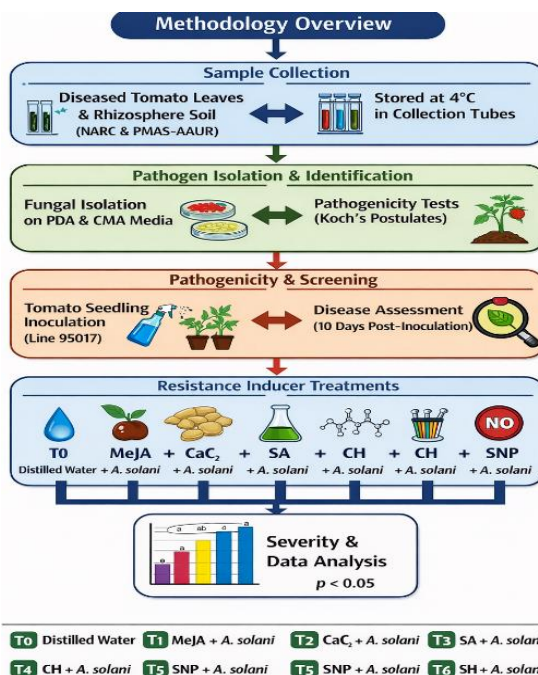 Methodology Overview
Sample Collection
Diseased Tomato Leaves
& Rhizosphere Soil
(NARC & PMAS-AAUR)
Stored at 4°C
in Collection Tubes
Pathogen Isolation & Identification
Fungal Isolation
on PDA & CMA Media
Pathogenicity Tests
(Koch's Postulates)
Pathogenicity & Screening
Tomato Seedling
Inoculation
(Line 95017)
Disease Assessment
(10 Days Post-Inoculation)
Resistance Inducer Treatments
NO
T0 MeJA + CaC₂ + SA + CH + CH + SNP
Distilled Water + A. solani + A. solani + A. solani + A. solani + A. solani + A. solani
a ab a a
e a
Severity &
Data Analysis
p < 0.05
T0 Distilled Water T1 MeJA + A. solani T2 CaC₂ + A. solani T3 SA + A. solani
T4 CH + A. solani T5 SNP + A. solani T5 SNP + A. solani T6 SH + A. solani